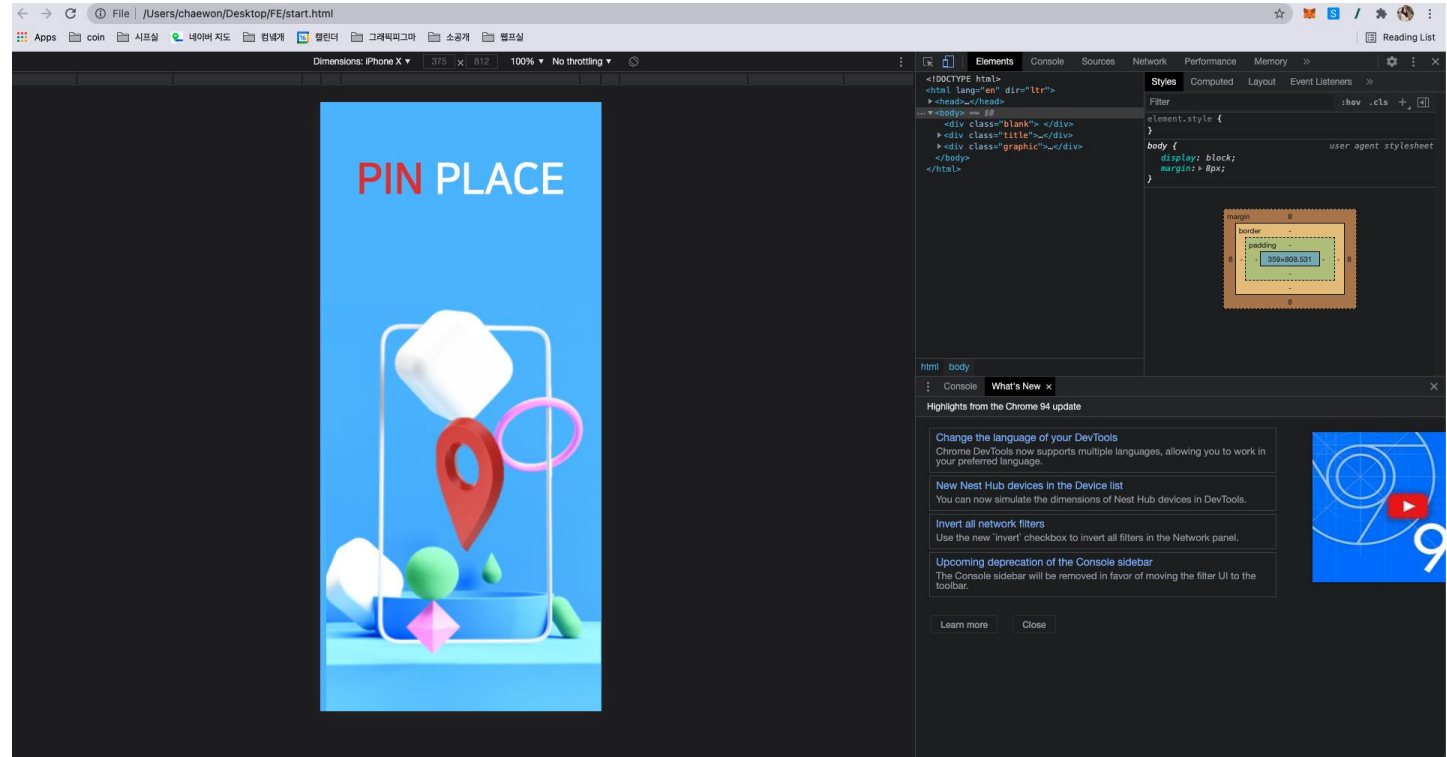 File | /Users/chaewon/Desktop/FE/start.html
Apps coin 시프실 네이버 지도 컴넽개 16 캘린더 그래픽피그마 소공개 웹프실 Reading List
Dimensions: iPhone X ▼ 375 x 812 100% ▼ No throttling ▼
PIN PLACE
Elements Console Sources Network Performance Memory »
<!DOCTYPE html>
<html lang="en" dir="ltr">
▶<head>…</head>
… ▼<body> == $0
<div class="blank"> </div>
▶<div class="title">…</div>
▶<div class="graphic">…</div>
</body>
</html>
html body
Styles Computed Layout Event Listeners »
Filter :hov .cls +
element.style {
}
body { user agent stylesheet
display: block;
margin:▶ 8px;
}
margin 8
border -
padding -
8 - - 359×808.531 - - 8
-
-
8
Console What's New ×
Highlights from the Chrome 94 update
Change the language of your DevTools
Chrome DevTools now supports multiple languages, allowing you to work in
your preferred language.
New Nest Hub devices in the Device list
You can now simulate the dimensions of Nest Hub devices in DevTools.
Invert all network filters
Use the new `invert` checkbox to invert all filters in the Network panel.
Upcoming deprecation of the Console sidebar
The Console sidebar will be removed in favor of moving the filter UI to the
toolbar.
Learn more Close
9